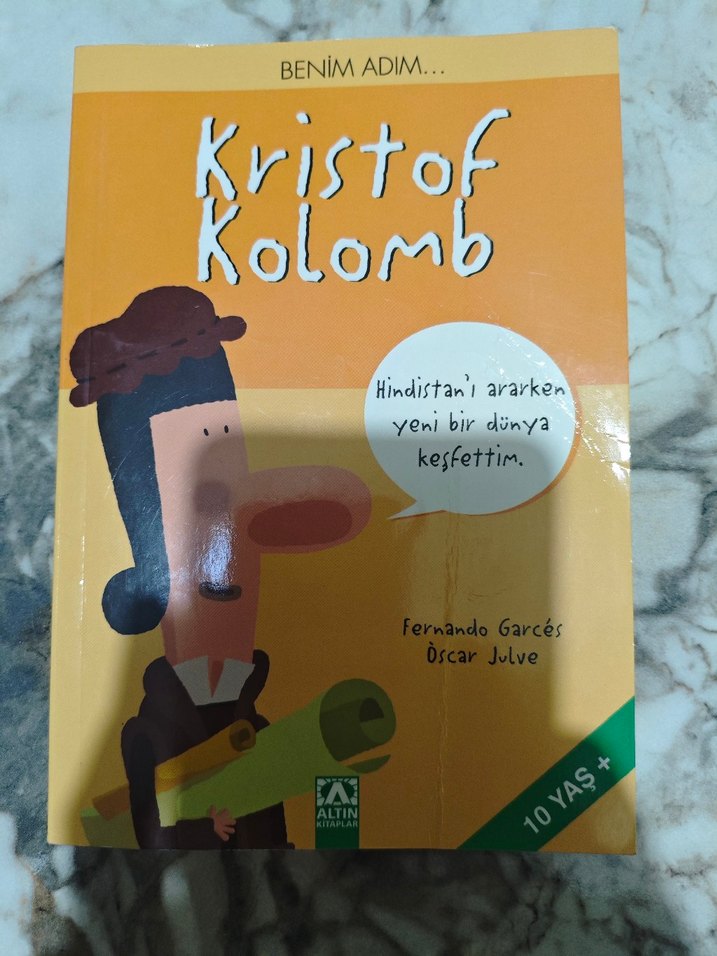 BENİM ADIM...
Kristof
Kolomb
Hindistan'ı ararken
yeni bir dünya
keşfettim.
Fernando Garcés
Òscar Julve
10 YAŞ +
ALTIN
KİTAPLAR